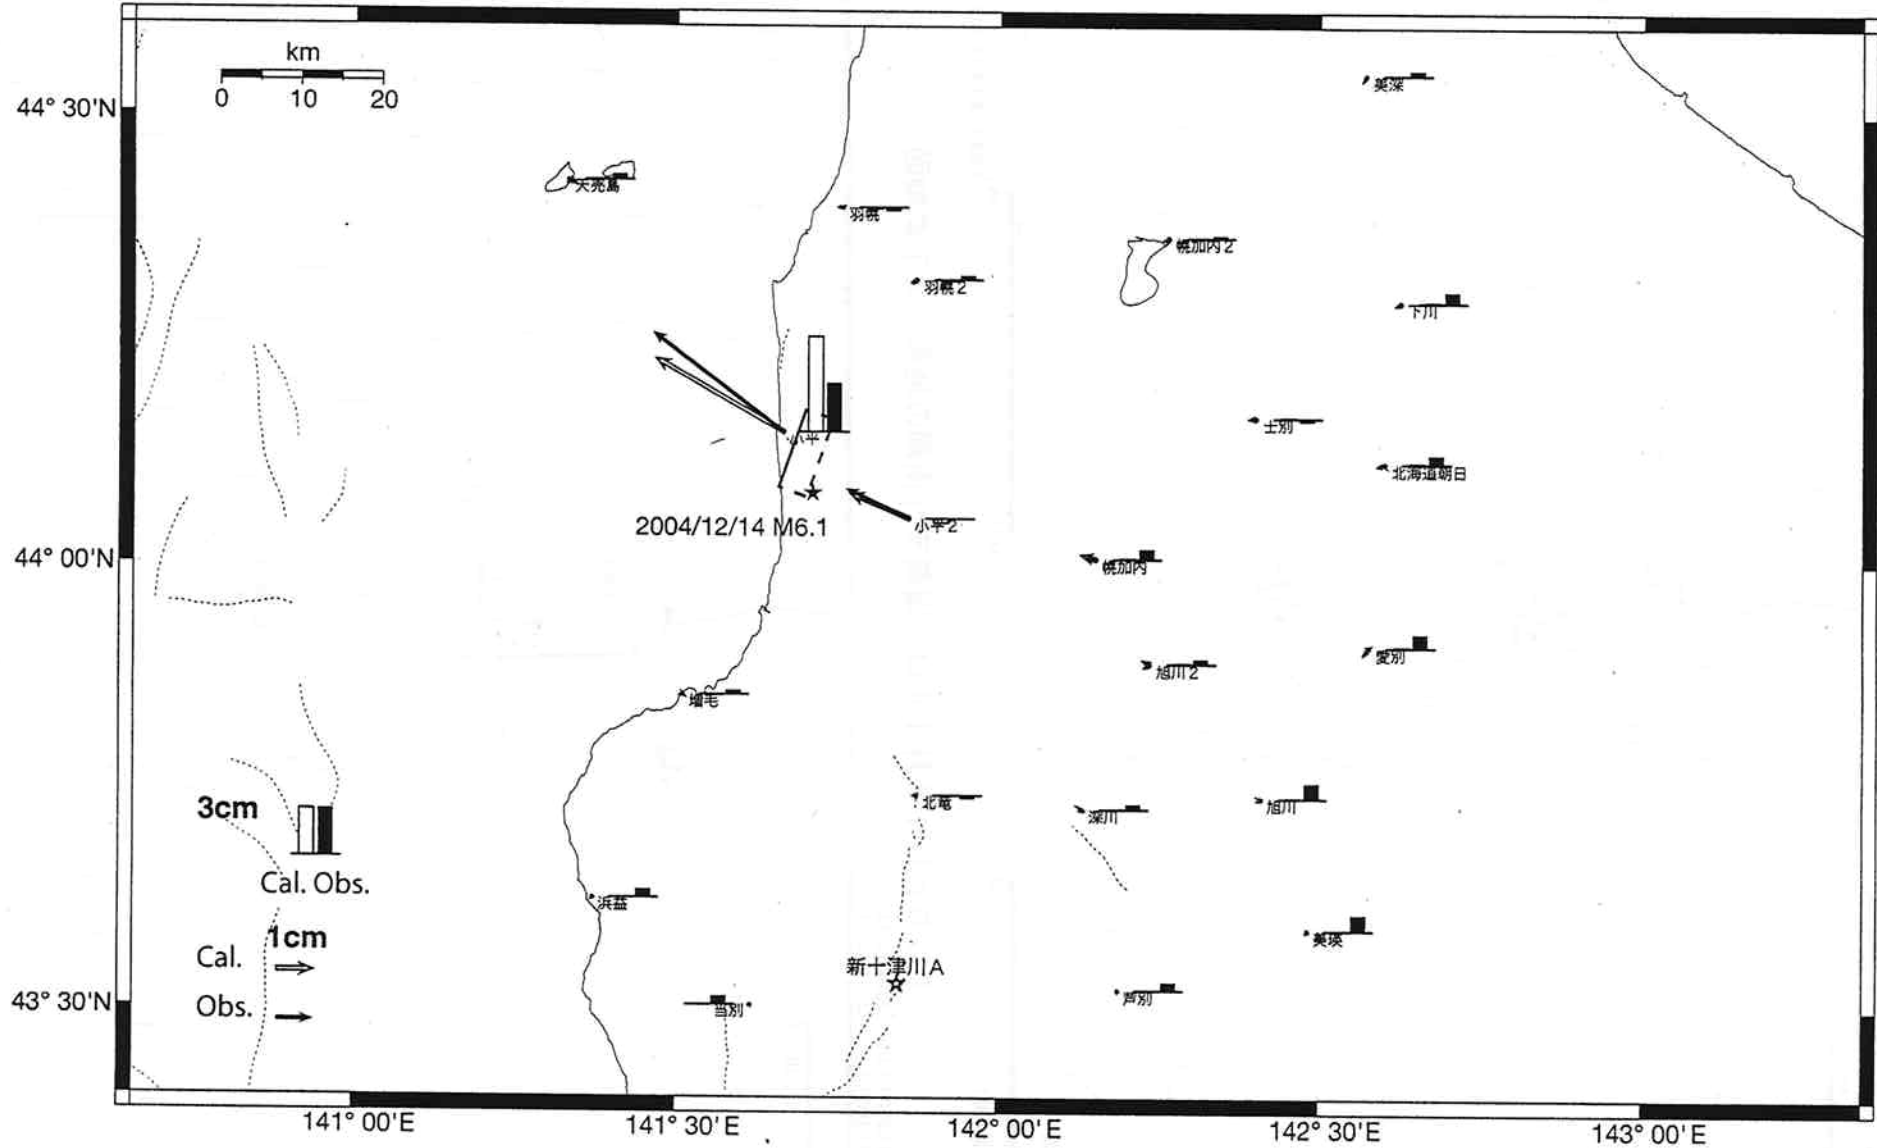 km
0 10 20
44° 30'N
美深
天売島
羽幌
幌加内2
羽幌2
下川
小平
士別
北海道朝日
2004/12/14 M6.1
小平2
44° 00'N
幌加内
愛別
旭川2
増毛
3cm
北竜
深川
旭川
Cal. Obs.
浜益
1cm
美瑛
Cal.
新十津川A
芦別
43° 30'N
Obs.
当別
141° 00'E
141° 30'E
142° 00'E
142° 30'E
143° 00'E